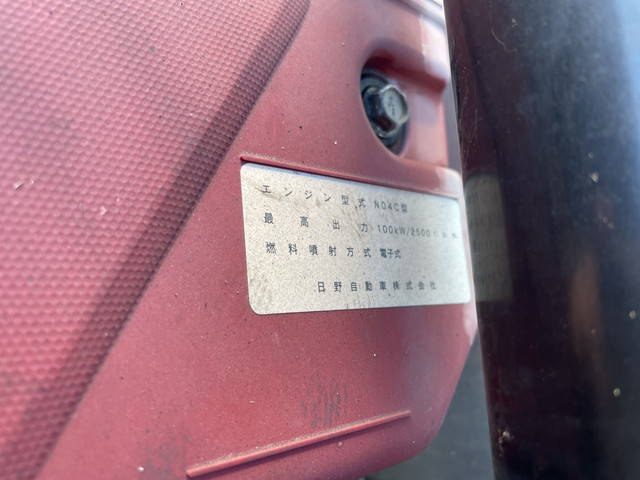 エンジン型式 N04C型
最高出力 100kW/2500
燃料噴射方式 電子式
日野自動車株式会社